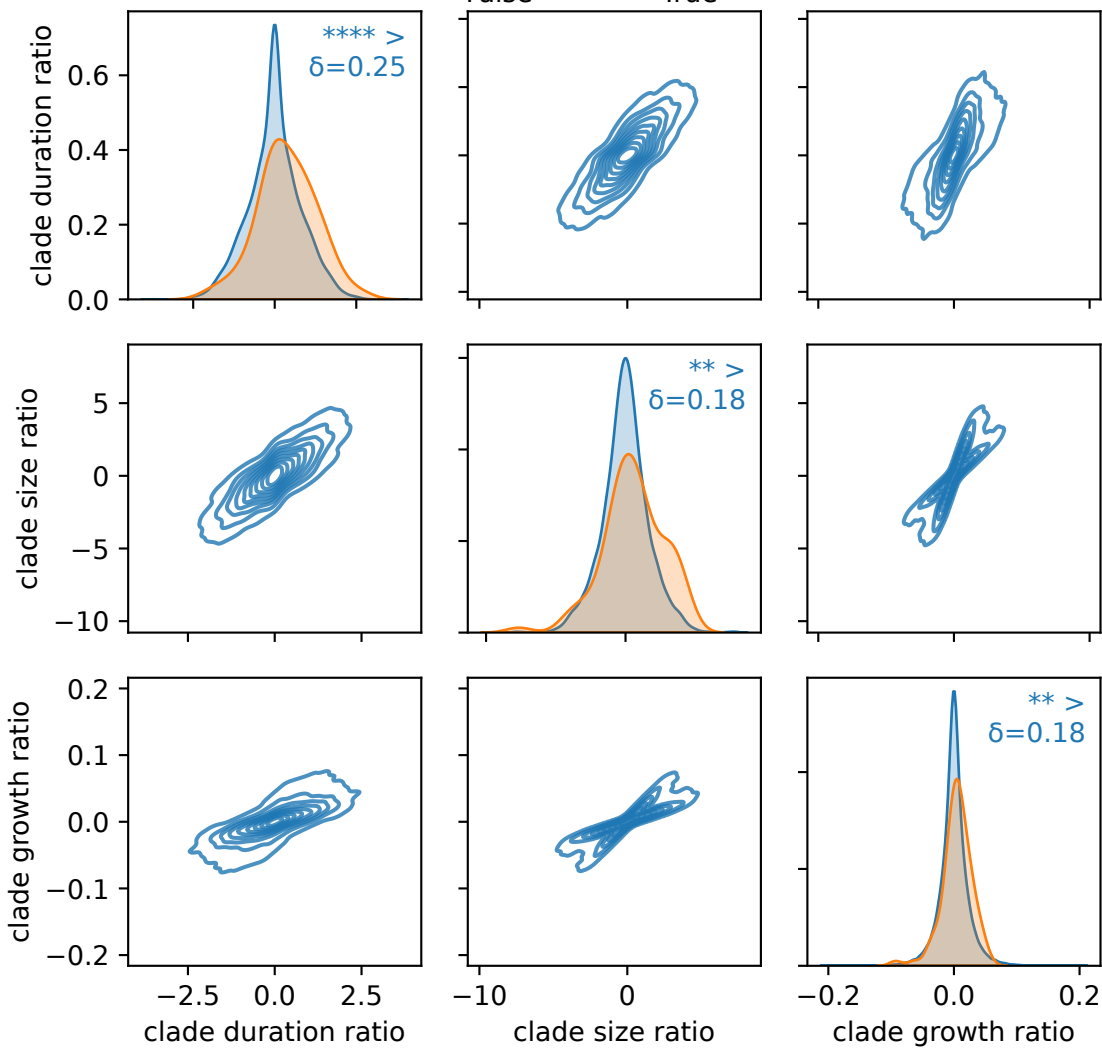 clade duration ratio
0.6
0.4
0.2
0.0
**** >
δ=0.25
clade size ratio
5
0
−5
−10
** >
δ=0.18
clade growth ratio
0.2
0.1
0.0
−0.1
−0.2
** >
δ=0.18
−2.5 0.0 2.5
−10 0
−0.2 0.0 0.2
clade duration ratio
clade size ratio
clade growth ratio